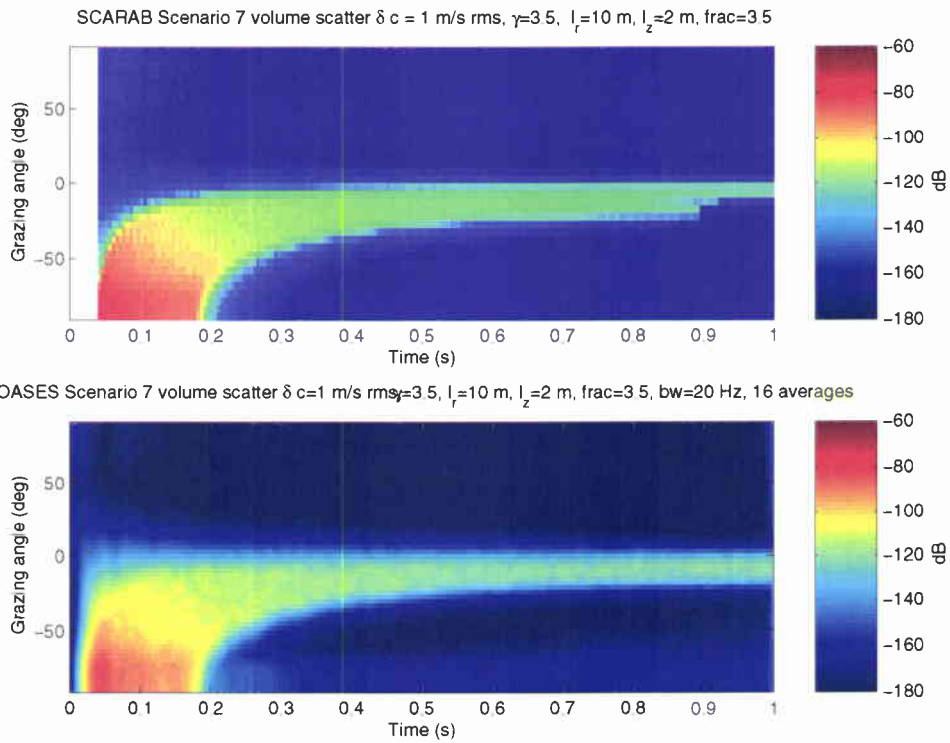 SCARAB Scenario 7 volume scatter δ c = 1 m/s rms, γ=3.5, l_r=10 m, l_z=2 m, frac=3.5
Grazing angle (deg)
50
0
−50
0 0.1 0.2 0.3 0.4 0.5 0.6 0.7 0.8 0.9 1
Time (s)
−60
−80
−100
−120
−140
−160
−180
dB
OASES Scenario 7 volume scatter δ c=1 m/s rms,γ=3.5, l_r=10 m, l_z=2 m, frac=3 5, bw=20 Hz, 16 averages
Grazing angle (deg)
50
0
−50
0 0.1 0.2 0.3 0.4 0.5 0.6 0.7 0.8 0.9 1
Time (s)
−60
−80
−100
−120
−140
−160
−180
dB